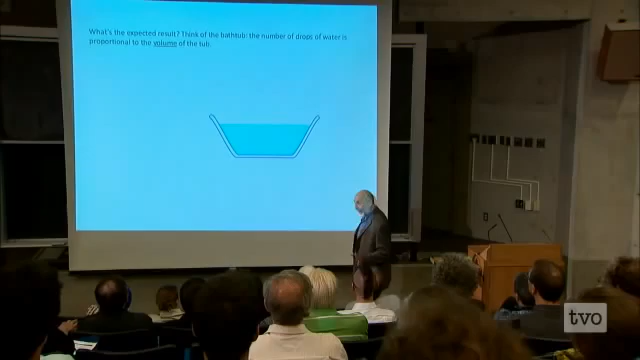 What's the expected result? Think of the bathtub: the number of drops of water is
proportional to the volume of the tub.
tvo